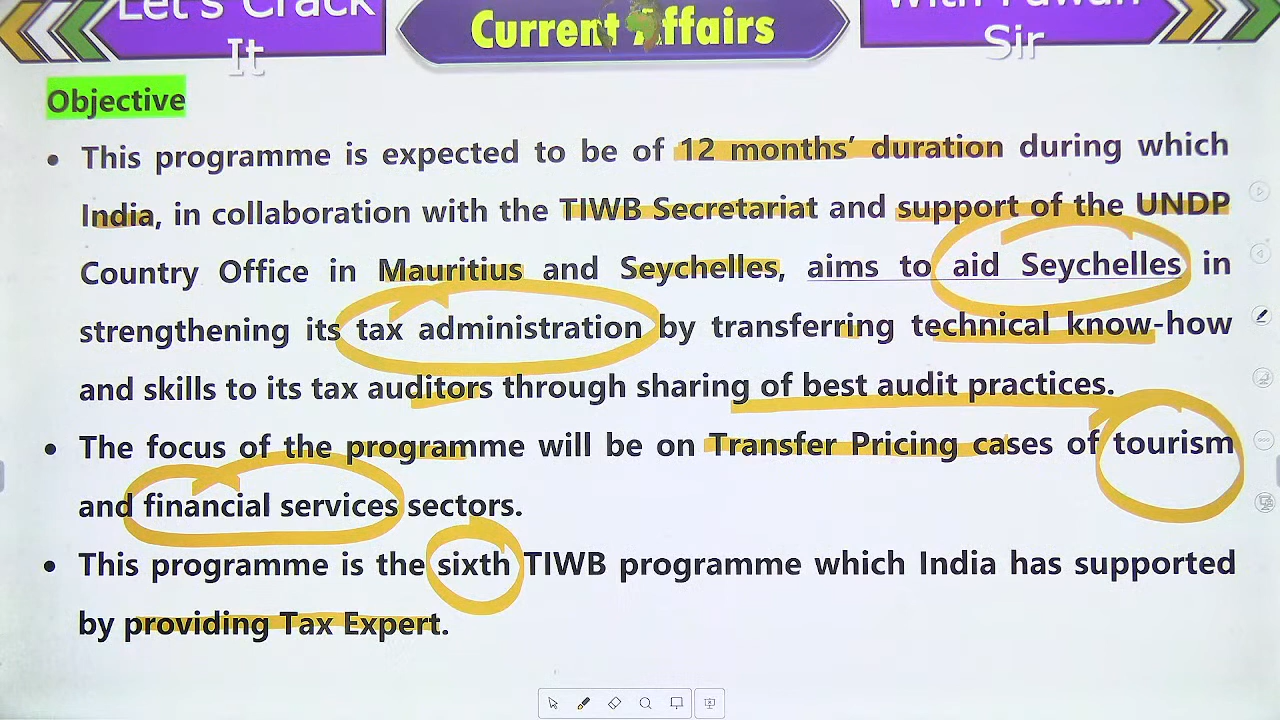 Let's Crack
It
Current Affairs
With Pawan
Sir
Objective
• This programme is expected to be of 12 months’ duration during which
India, in collaboration with the TIWB Secretariat and support of the UNDP
Country Office in Mauritius and Seychelles, aims to aid Seychelles in
strengthening its tax administration by transferring technical know-how
and skills to its tax auditors through sharing of best audit practices.
• The focus of the programme will be on Transfer Pricing cases of tourism
and financial services sectors.
• This programme is the sixth TIWB programme which India has supported
by providing Tax Expert.